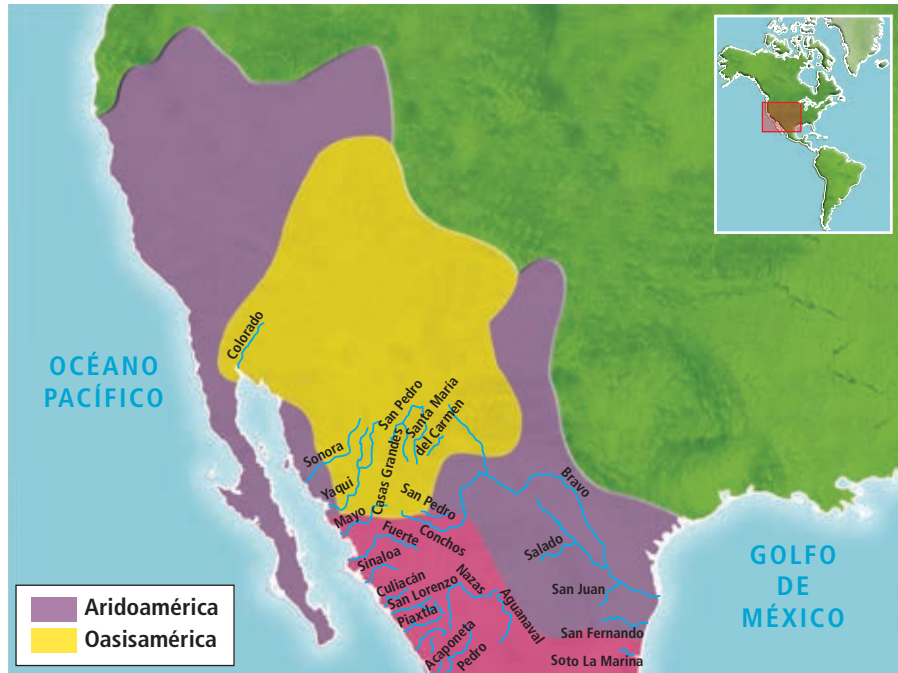 OCÉANO
PACÍFICO
Colorado
Sonora
Yaqui
San Pedro
Casas Grandes
Santa María
del Carmen
Mayo
San Pedro
Conchos
Bravo
Fuerte
Sinaloa
Salado
Culiacán
San Lorenzo
Nazas
Aguanaval
Piaxtla
San Juan
Acaponeta
Pedro
San Fernando
Soto La Marina
GOLFO
DE
MÉXICO
Aridoamérica
Oasisamérica